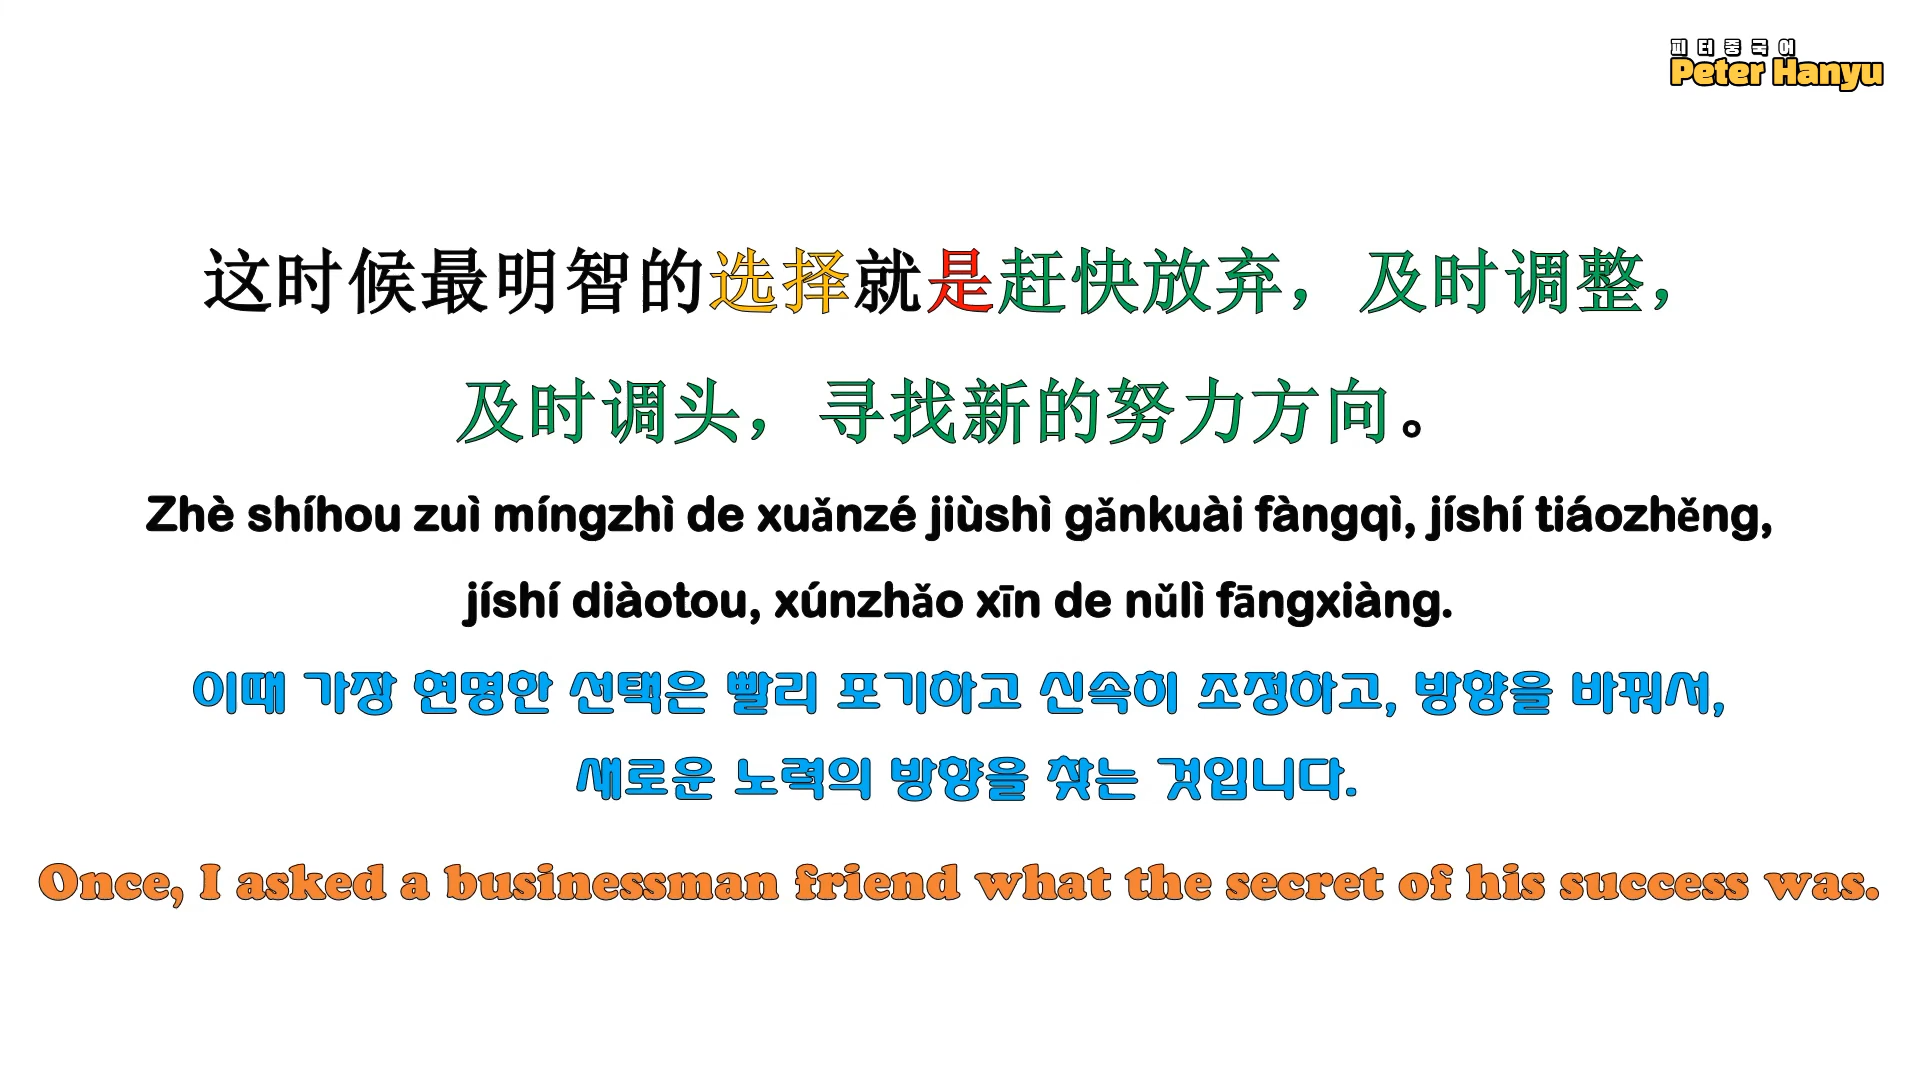 피터중국어
Peter Hanyu
这时候最明智的选择就是赶快放弃，及时调整，
及时调头，寻找新的努力方向。
Zhè shíhou zuì míngzhì de xuǎnzé jiùshì gǎnkuài fàngqì, jíshí tiáozhěng,
jíshí diàotou, xúnzhǎo xīn de nǔlì fāngxiàng.
이때 가장 현명한 선택은 빨리 포기하고 신속히 조정하고, 방향을 바꿔서,
새로운 노력의 방향을 찾는 것입니다.
Once, I asked a businessman friend what the secret of his success was.